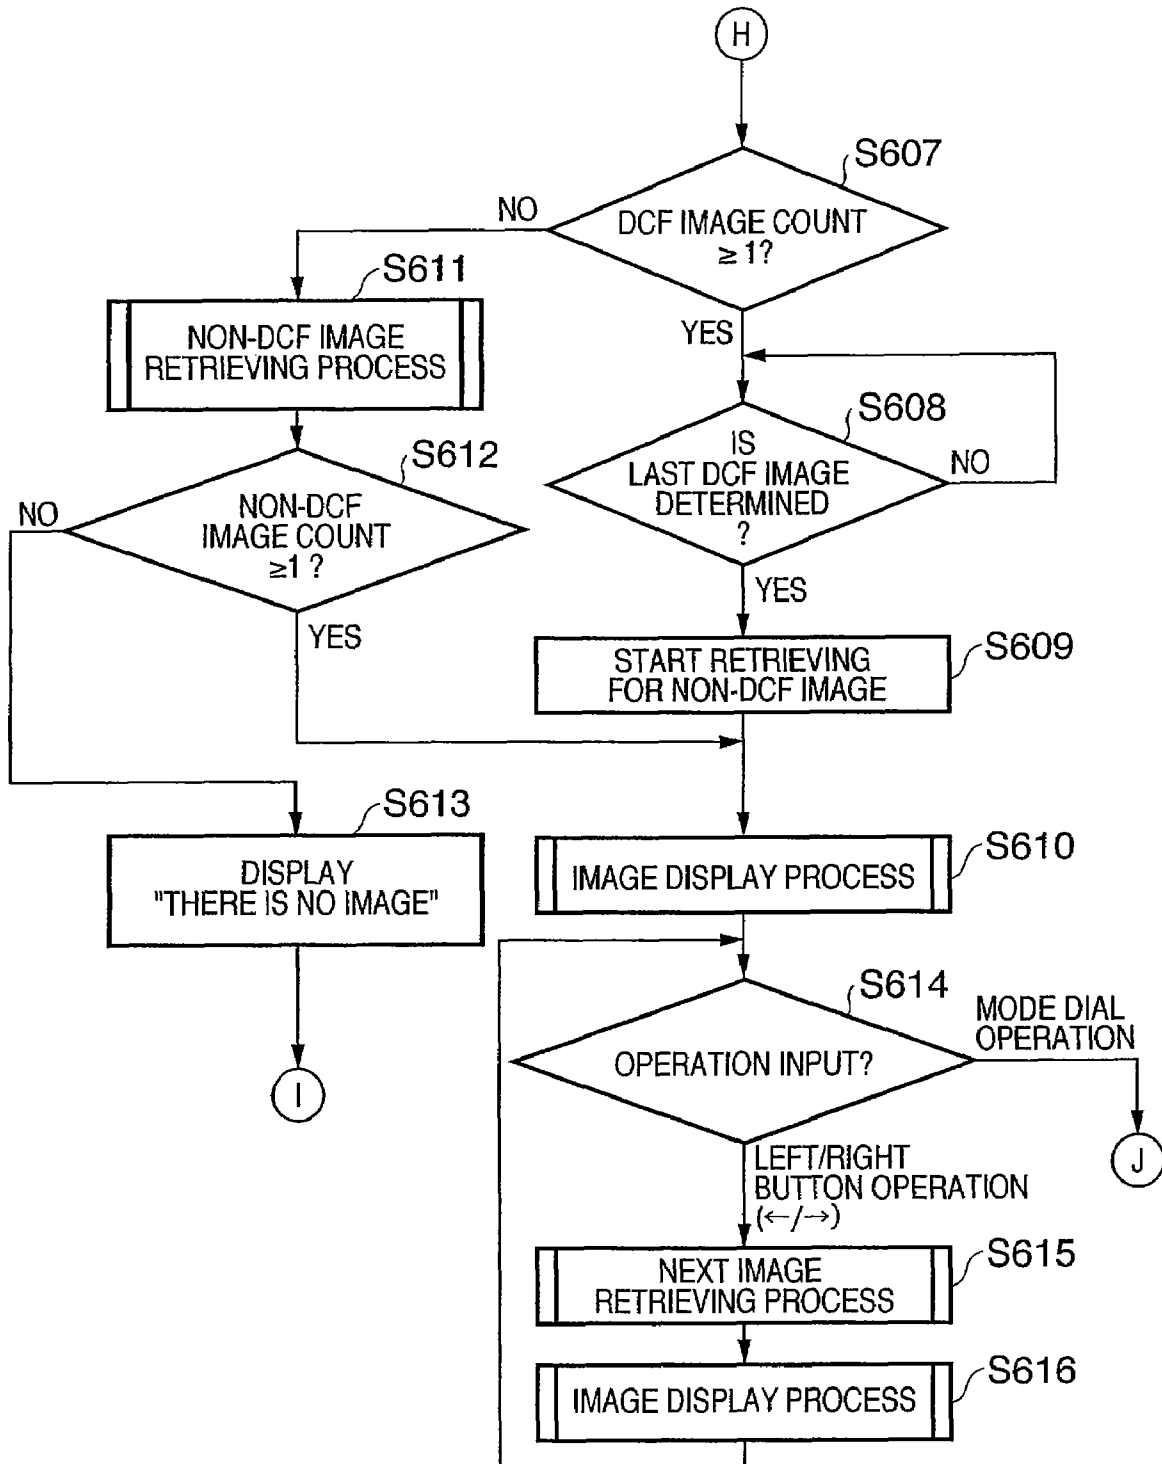 H
S607
NO
DCF IMAGE COUNT
≥ 1?
S611
YES
NON-DCF IMAGE
RETRIEVING PROCESS
S608
IS
LAST DCF IMAGE
DETERMINED
?
NO
S612
NO
NON-DCF
IMAGE COUNT
≥1 ?
YES
YES
S609
START RETRIEVING
FOR NON-DCF IMAGE
S613
DISPLAY
"THERE IS NO IMAGE"
S610
IMAGE DISPLAY PROCESS
S614
MODE DIAL
OPERATION
OPERATION INPUT?
I
J
LEFT/RIGHT
BUTTON OPERATION
(←/→)
S615
NEXT IMAGE
RETRIEVING PROCESS
S616
IMAGE DISPLAY PROCESS